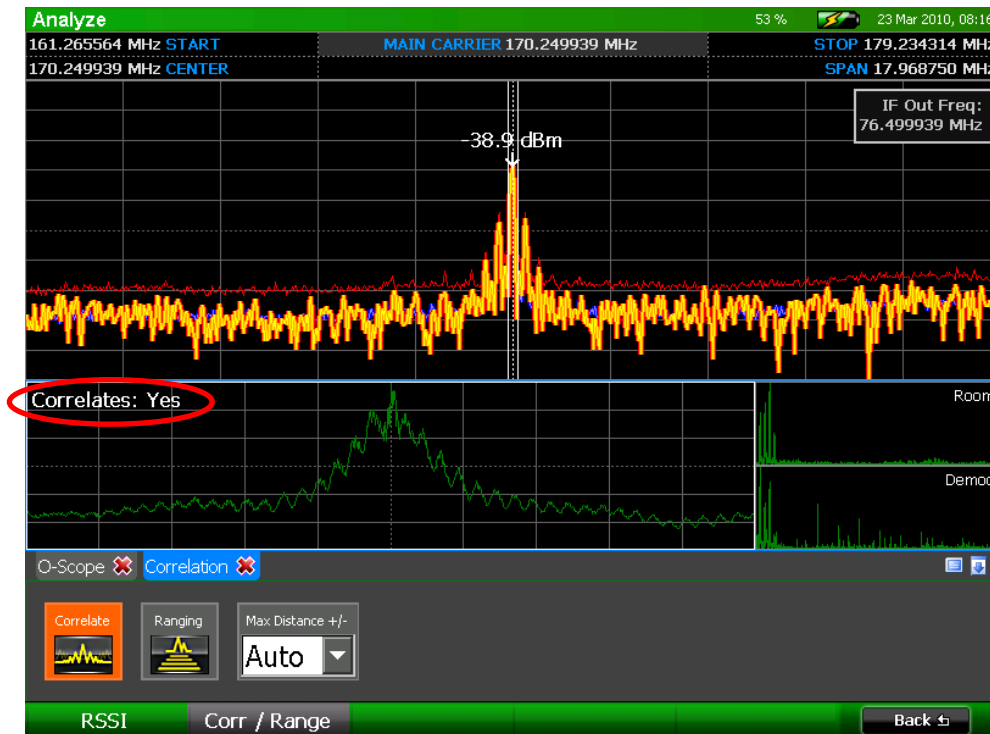 Analyze 53 % 23 Mar 2010, 08:16
161.265564 MHz START MAIN CARRIER 170.249939 MHz STOP 179.234314 MHz
170.249939 MHz CENTER SPAN 17.968750 MHz
IF Out Freq:
76.499939 MHz
-38.9 dBm
Correlates: Yes
Room
Demod
O-Scope Correlation
Correlate Ranging Max Distance +/-
Auto
RSSI Corr / Range Back